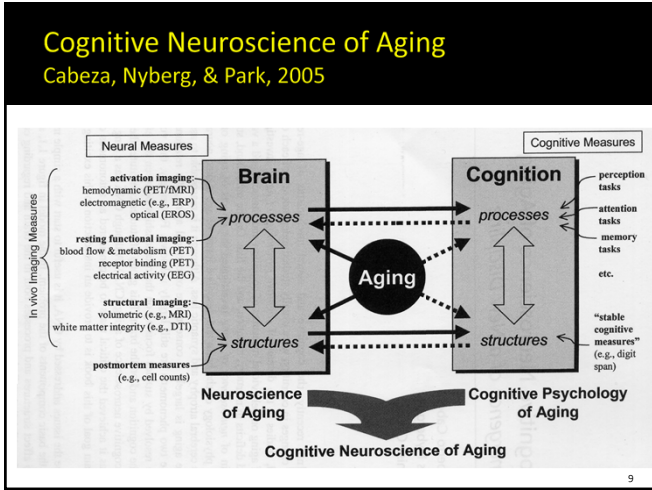 Cognitive Neuroscience of Aging
Cabeza, Nyberg, & Park, 2005
Neural Measures
Cognitive Measures
In vivo Imaging Measures
activation imaging:
hemodynamic (PET/fMRI)
electromagnetic (e.g., ERP)
optical (EROS)
resting functional imaging:
blood flow & metabolism (PET)
receptor binding (PET)
electrical activity (EEG)
structural imaging:
volumetric (e.g., MRI)
white matter integrity (e.g., DTI)
postmortem measures
(e.g., cell counts)
Brain
processes
structures
Aging
Cognition
processes
structures
perception
tasks
attention
tasks
memory
tasks
etc.
"stable
cognitive
measures"
(e.g., digit
span)
Neuroscience
of Aging
Cognitive Psychology
of Aging
Cognitive Neuroscience of Aging
9